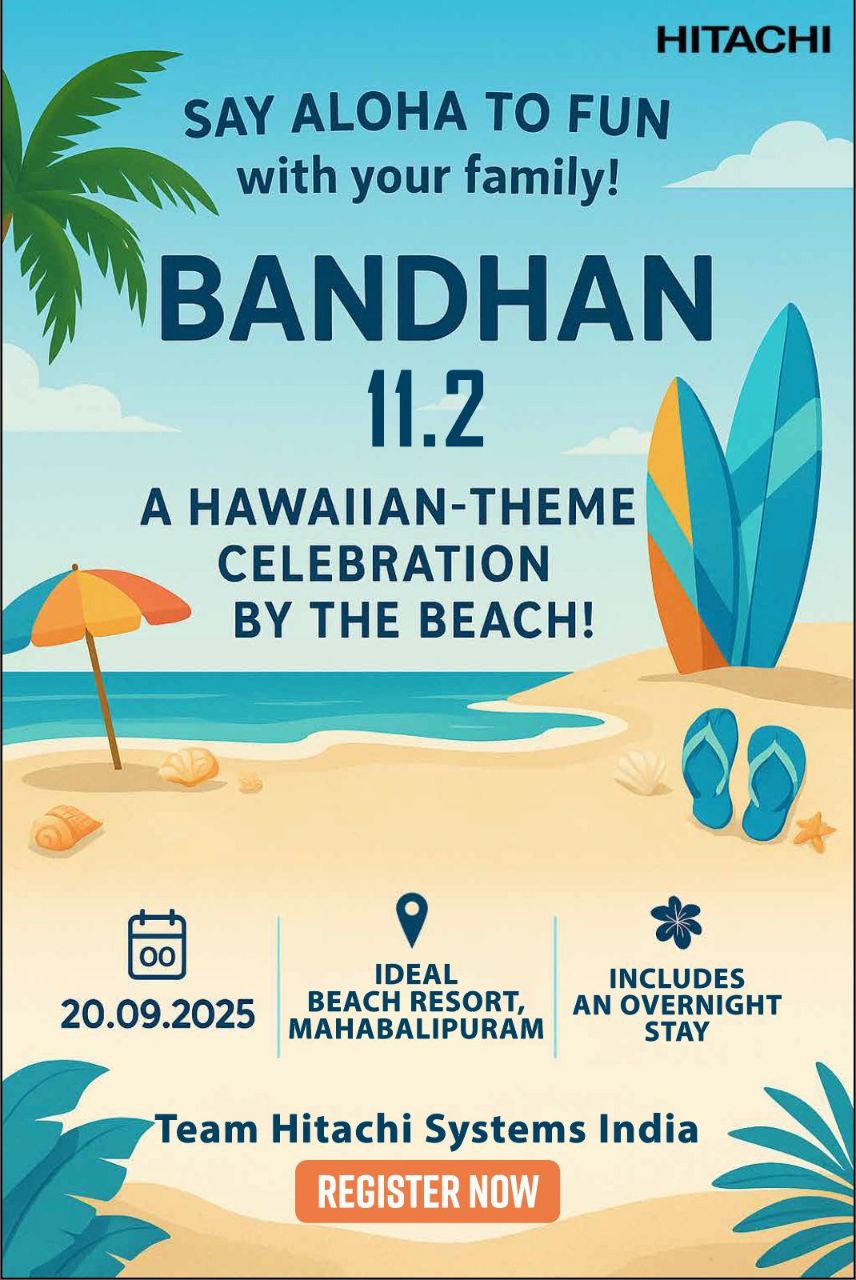 HITACHI
SAY ALOHA TO FUN
with your family!
BANDHAN
11.2
A HAWAIIAN-THEME
CELEBRATION
BY THE BEACH!
00
20.09.2025
IDEAL
BEACH RESORT,
MAHABALIPURAM
INCLUDES
AN OVERNIGHT
STAY
Team Hitachi Systems India
REGISTER NOW